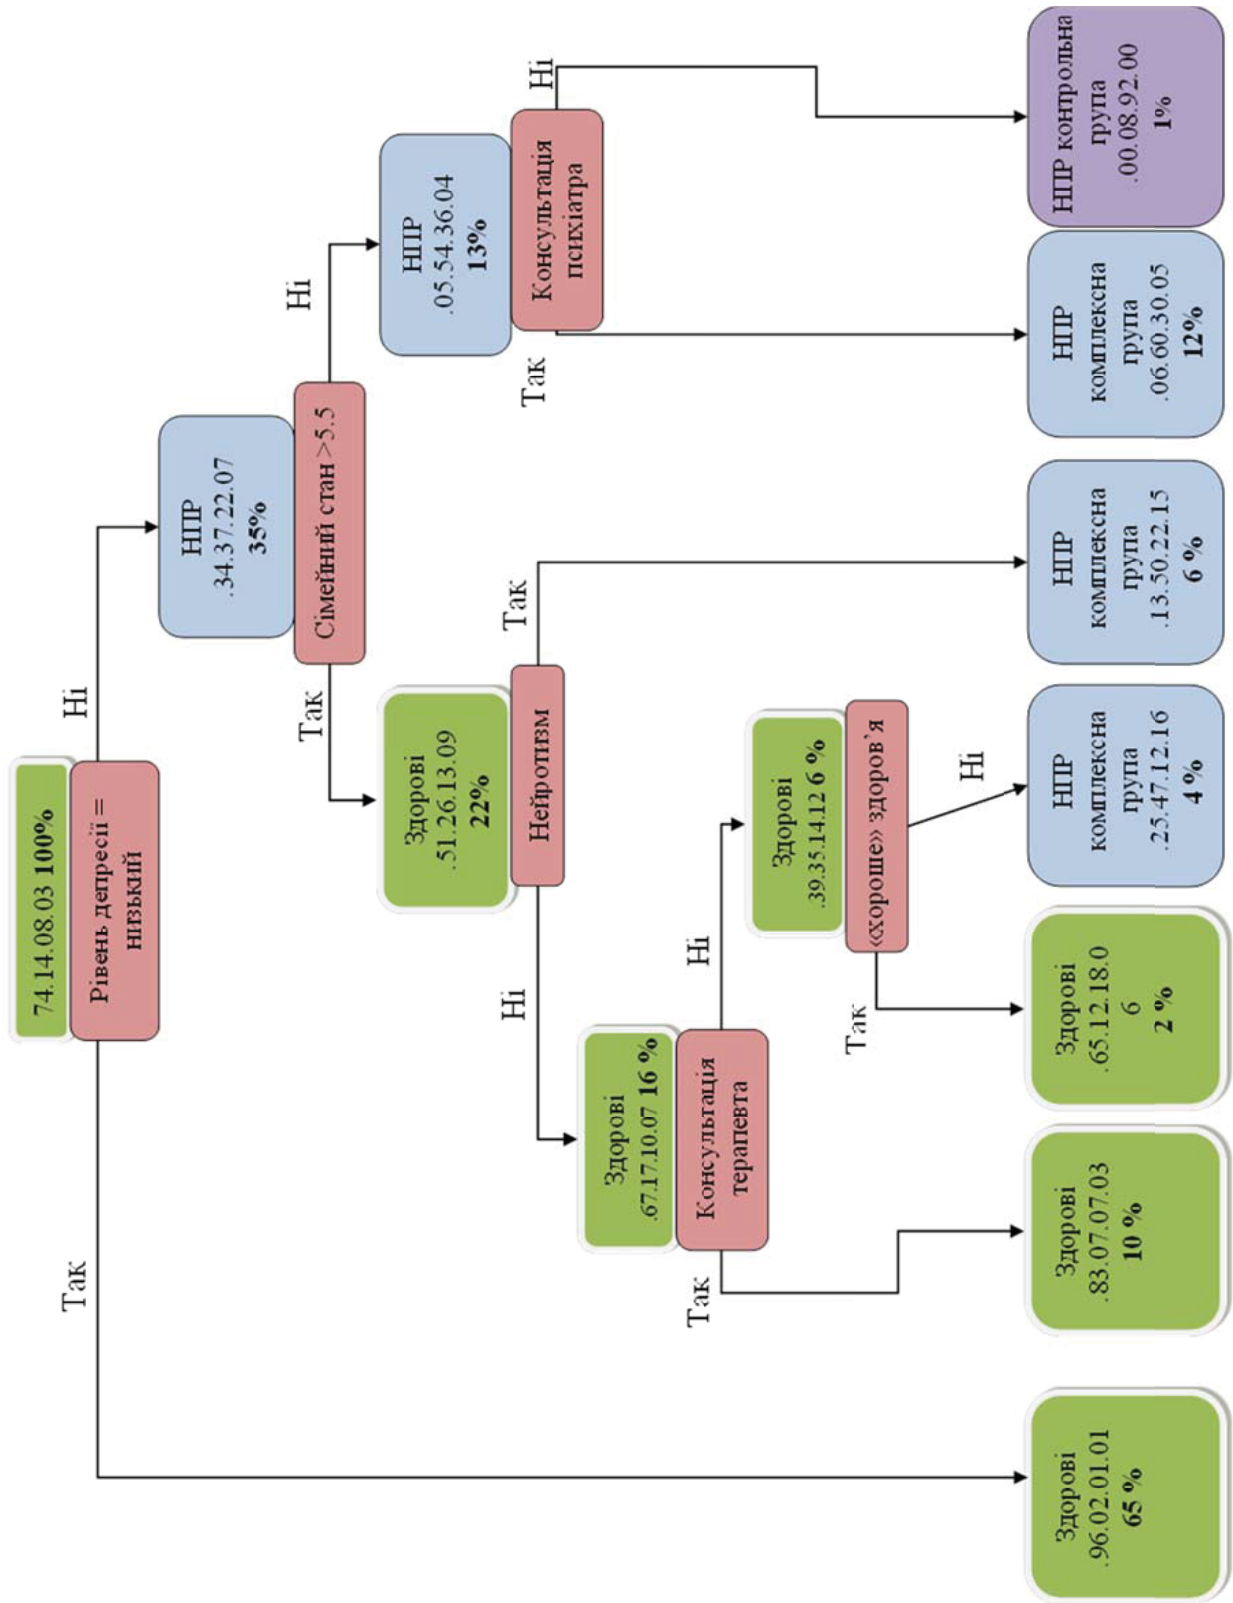 74.14.08.03 100%
Рівень депресії =
низький
Так
Ні
НПР
.34.37.22.07
35%
Сімейний стан >5.5
Так
Ні
Здорові
.51.26.13.09
22%
Нейротизм
Ні
Так
НПР
.05.54.36.04
13%
Консультація
психіатра
Так
Ні
Здорові
.67.17.10.07 16 %
Консультація
терапевта
Так
Ні
Здорові
.39.35.14.12 6 %
«хороше» здоров’я
Так
Ні
Здорові
.96.02.01.01
65 %
Здорові
.83.07.07.03
10 %
Здорові
.65.12.18.0
6
2 %
НПР
комплексна
група
.25.47.12.16
4 %
НПР
комплексна
група
.13.50.22.15
6 %
НПР
комплексна
група
.06.60.30.05
12%
НПР контрольна
група
.00.08.92.00
1%